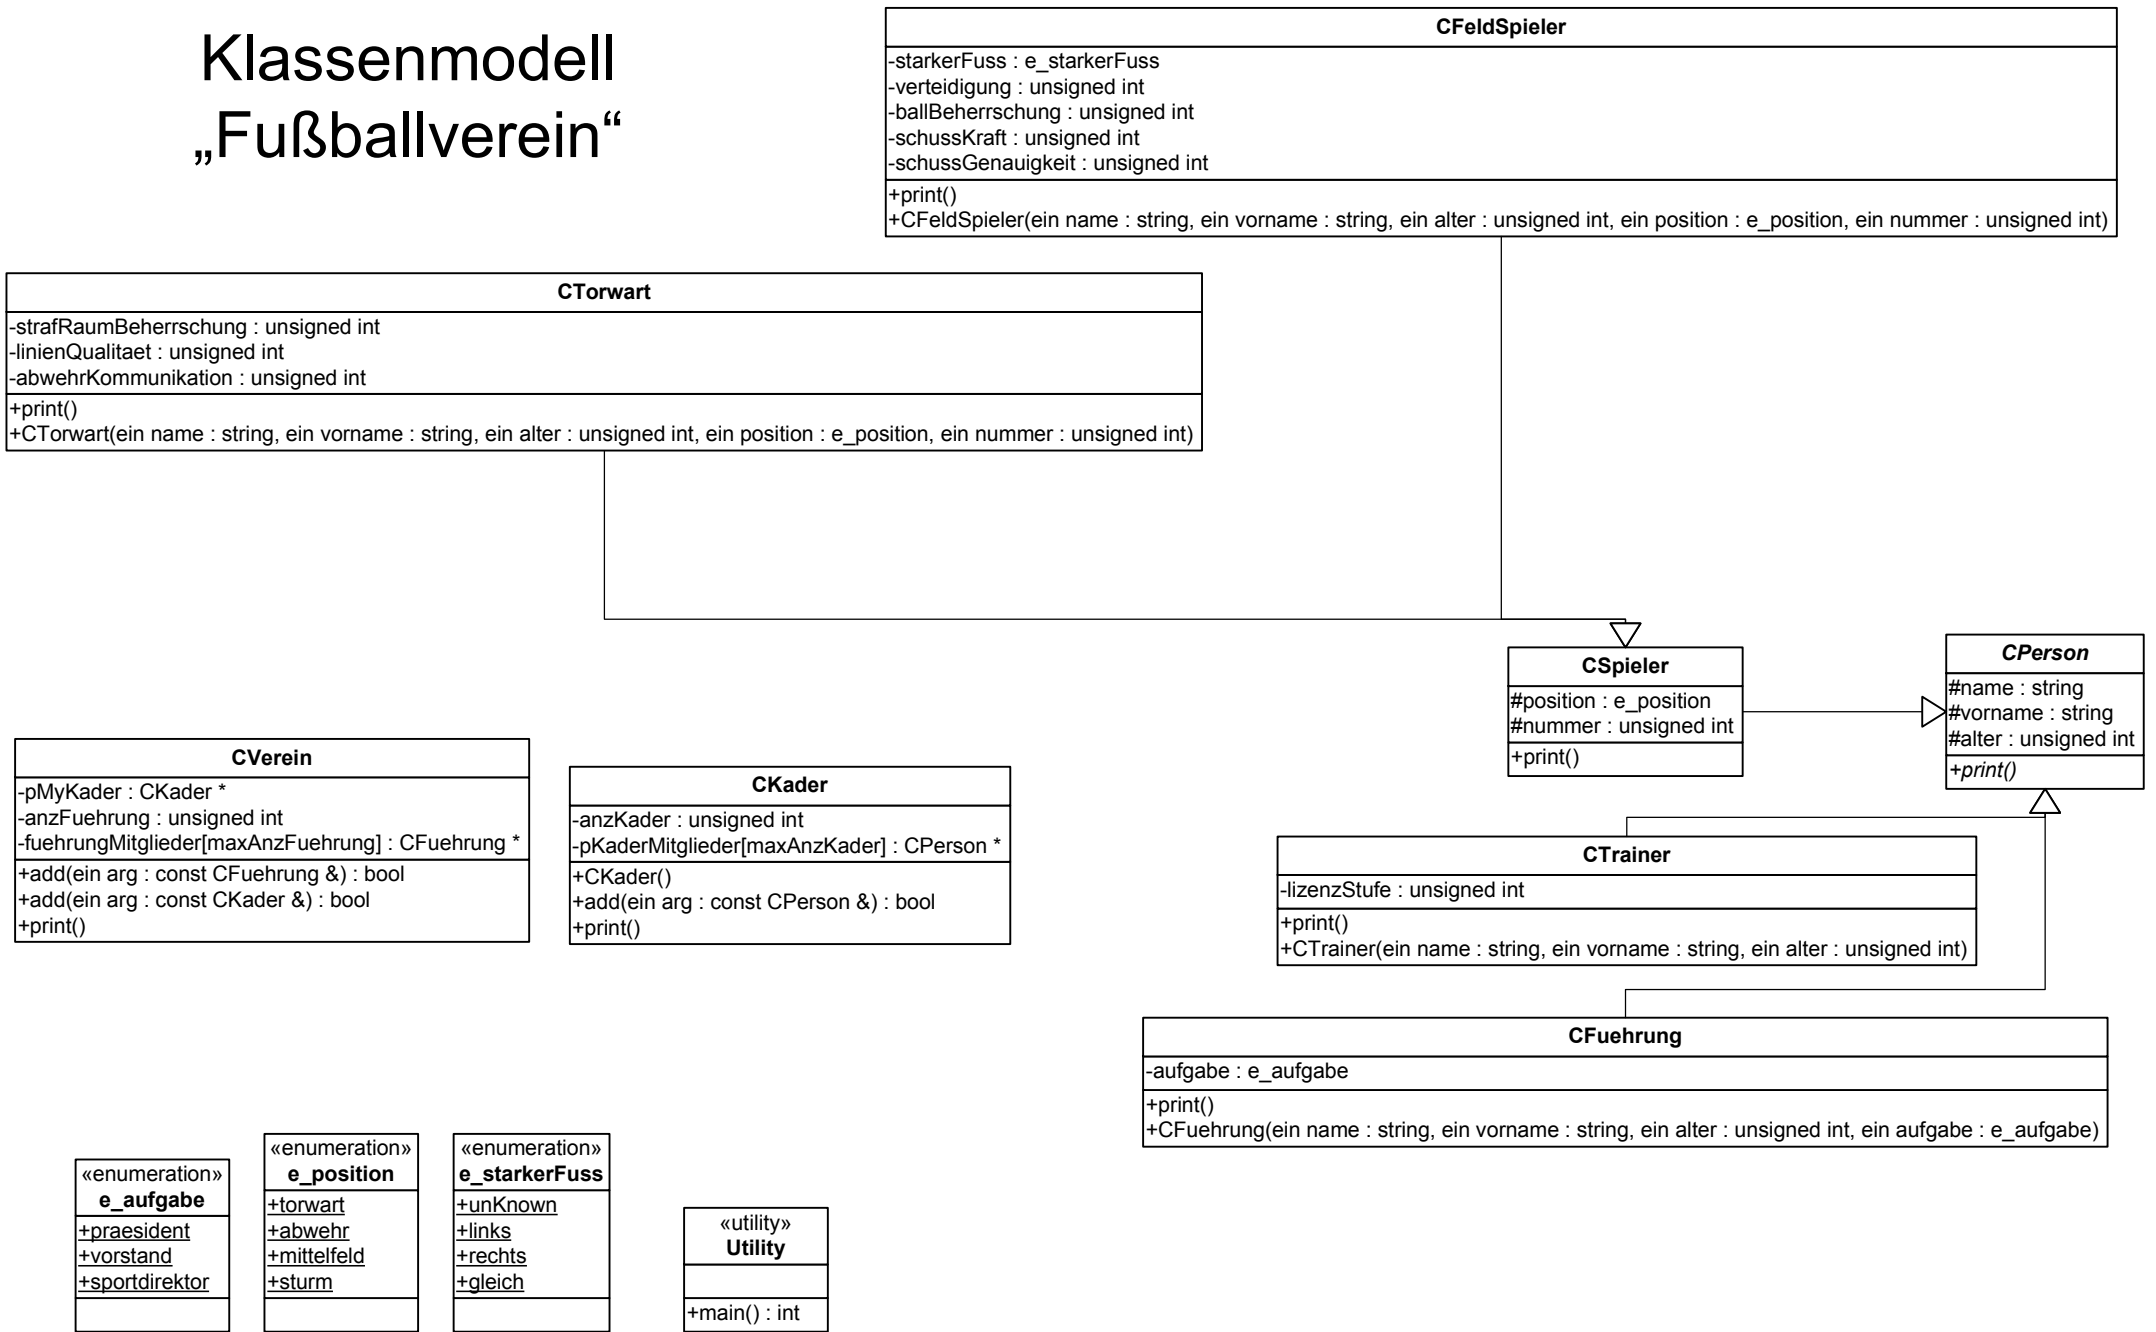 Klassenmodell
„Fußballverein“
CFeldSpieler
-starkerFuss : e_starkerFuss
-verteidigung : unsigned int
-ballBeherrschung : unsigned int
-schussKraft : unsigned int
-schussGenauigkeit : unsigned int
+print()
+CFeldSpieler(ein name : string, ein vorname : string, ein alter : unsigned int, ein position : e_position, ein nummer : unsigned int)
CTorwart
-strafRaumBeherrschung : unsigned int
-linienQualitaet : unsigned int
-abwehrKommunikation : unsigned int
+print()
+CTorwart(ein name : string, ein vorname : string, ein alter : unsigned int, ein position : e_position, ein nummer : unsigned int)
CSpieler
#position : e_position
#nummer : unsigned int
+print()
CPerson
#name : string
#vorname : string
#alter : unsigned int
+print()
CVerein
-pMyKader : CKader *
-anzFuehrung : unsigned int
-fuehrungMitglieder[maxAnzFuehrung] : CFuehrung *
+add(ein arg : const CFuehrung &) : bool
+add(ein arg : const CKader &) : bool
+print()
CKader
-anzKader : unsigned int
-pKaderMitglieder[maxAnzKader] : CPerson *
+CKader()
+add(ein arg : const CPerson &) : bool
+print()
CTrainer
-lizenzStufe : unsigned int
+print()
+CTrainer(ein name : string, ein vorname : string, ein alter : unsigned int)
CFuehrung
-aufgabe : e_aufgabe
+print()
+CFuehrung(ein name : string, ein vorname : string, ein alter : unsigned int, ein aufgabe : e_aufgabe)
«enumeration»
e_aufgabe
+praesident
+vorstand
+sportdirektor
«enumeration»
e_position
+torwart
+abwehr
+mittelfeld
+sturm
«enumeration»
e_starkerFuss
+unKnown
+links
+rechts
+gleich
«utility»
Utility
+main() : int